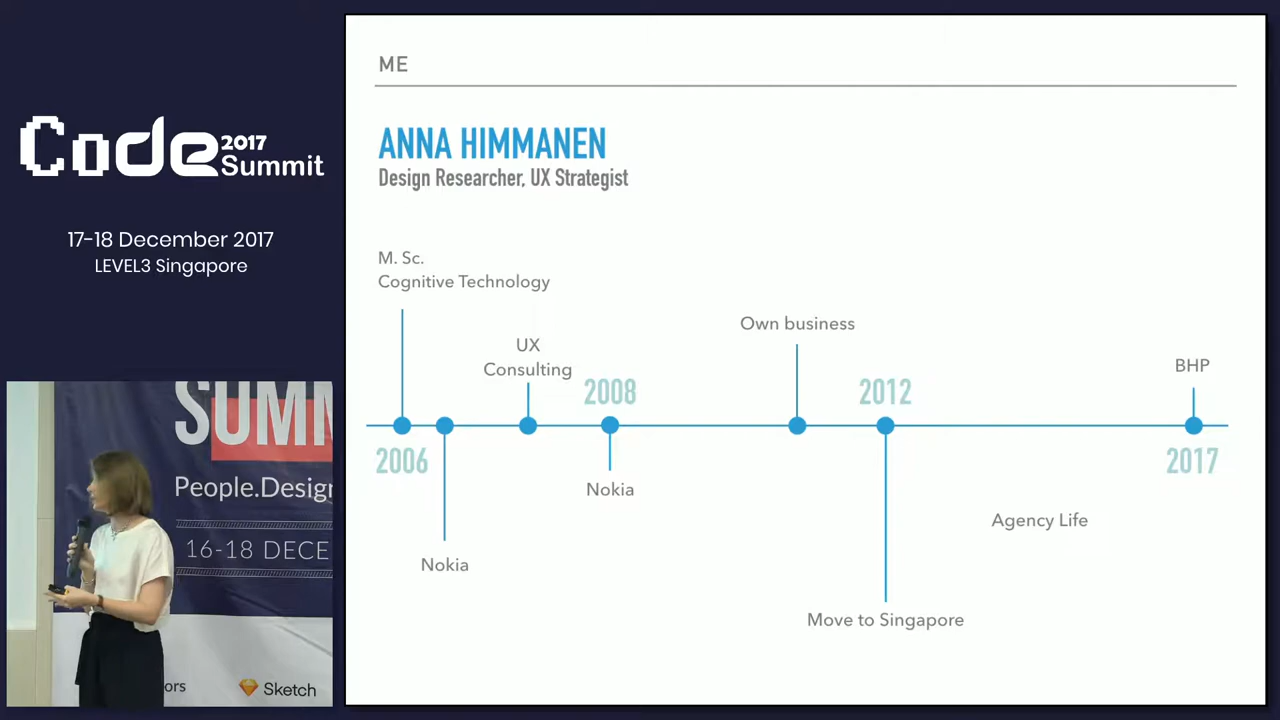 Code 2017 Summit
17-18 December 2017
LEVEL3 Singapore
SUMM
People.Design
16-18 DECE
ors
Sketch
ME
ANNA HIMMANEN
Design Researcher, UX Strategist
M. Sc.
Cognitive Technology
UX
Consulting
Own business
BHP
2008
2012
2006
2017
Nokia
Agency Life
Nokia
Move to Singapore